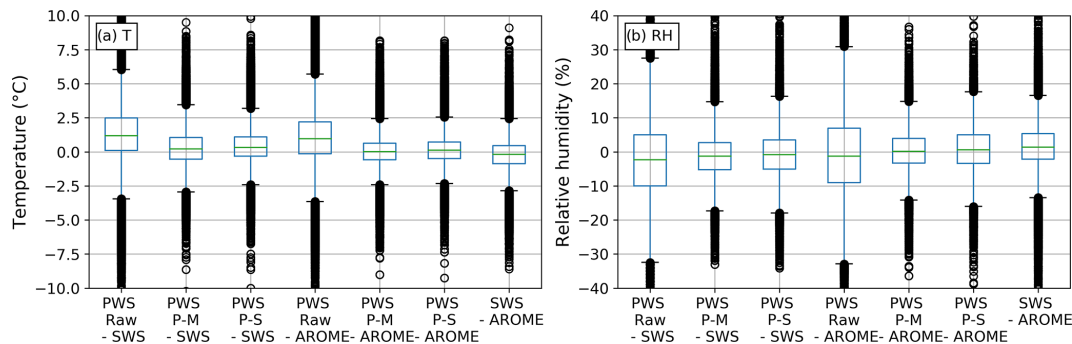 (a) T
Temperature (°C)
10.0
7.5
5.0
2.5
0.0
−2.5
−5.0
−7.5
−10.0
PWS PWS PWS PWS PWS PWS SWS
Raw P-M P-S Raw P-M P-S - AROME
- SWS - SWS - SWS - AROME - AROME - AROME
(b) RH
Relative humidity (%)
40
30
20
10
0
−10
−20
−30
−40
PWS PWS PWS PWS PWS PWS SWS
Raw P-M P-S Raw P-M P-S - AROME
- SWS - SWS - SWS - AROME - AROME - AROME